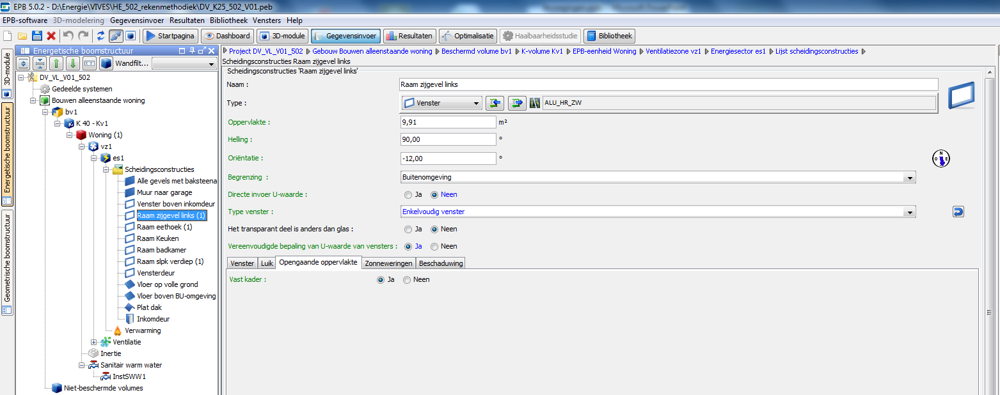 EPB 5.0.2 - D:\Energie\VIVES\HE_502_rekenmethodiek\DV_K25_502_V01.peb
EPB-software 3D-modelering Gegevensinvoer Resultaten Bibliotheek Vensters Help
Startpagina Dashboard 3D-module Gegevensinvoer Resultaten Optimalisatie Haalbaarheidsstudie Bibliotheek
3D-module
Energetische boomstructuur
Geometrische boomstructuur
Energetische boomstructuur
Wandfilt...
DV_VL_V01_502
Gedeelde systemen
Bouwen alleenstaande woning
bv1
K 40 - Kv1
Woning (1)
vz1
es1
Scheidingsconstructies
Alle gevels met baksteena
Muur naar garage
Venster boven inkomdeur
Raam zijgevel links (1)
Raam eethoek (1)
Raam Keuken
Raam badkamer
Raam slpk verdiep (1)
Vensterdeur
Vloer op volle grond
Vloer boven BU-omgeving
Plat dak
Inkomdeur
Verwarming
Ventilatie
Inertie
Sanitair warm water
InstSWW1
Niet-beschermde volumes
Project DV_VL_V01_502 Gebouw Bouwen alleenstaande woning Beschermd volume bv1 K-volume Kv1 EPB-eenheid Woning Ventilatiezone vz1 Energiesector es1 Lijst scheidingsconstructies
Scheidingsconstructies Raam zijgevel links
Scheidingsconstructies 'Raam zijgevel links'
Naam : Raam zijgevel links
Type : Venster ALU_HR_ZW
Oppervlakte : 9,91 m²
Helling : 90,00 °
Oriëntatie : -12,00 °
N
O E
Begrenzing : Buitenomgeving
Directe invoer U-waarde : Ja Neen
Type venster : Enkelvoudig venster
Het transparant deel is anders dan glas : Ja Neen
Vereenvoudigde bepaling van U-waarde van vensters : Ja Neen
Venster Luik Opengaande oppervlakte Zonneweringen Beschaduwing
Vast kader : Ja Neen